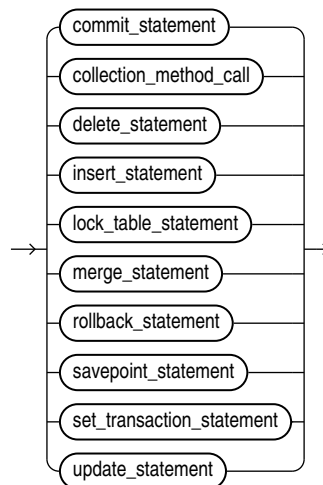 commit_statement
collection_method_call
delete_statement
insert_statement
lock_table_statement
merge_statement
rollback_statement
savepoint_statement
set_transaction_statement
update_statement